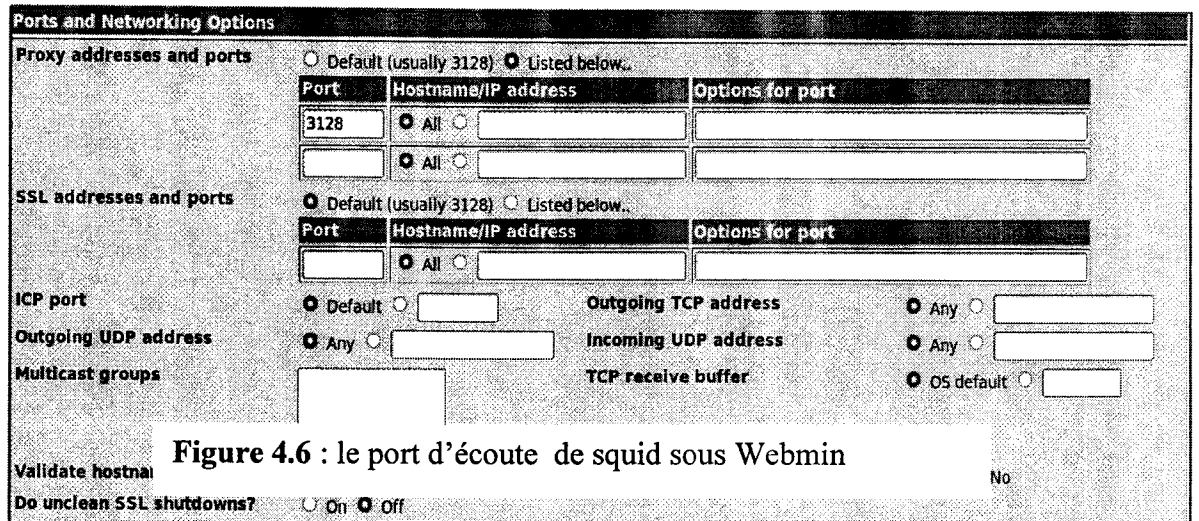 Ports and Networking Options
Proxy addresses and ports
Default (usually 3128) Listed below..
Port Hostname/IP address Options for port
3128 All
All
SSL addresses and ports
Default (usually 3128) Listed below..
Port Hostname/IP address Options for port
All
ICP port Default Outgoing TCP address Any
Outgoing UDP address Any Incoming UDP address Any
Multicast groups TCP receive buffer OS default
Figure 4.6 : le port d'écoute de squid sous Webmin
Validate No
Do unclean SSL shutdowns? On Off